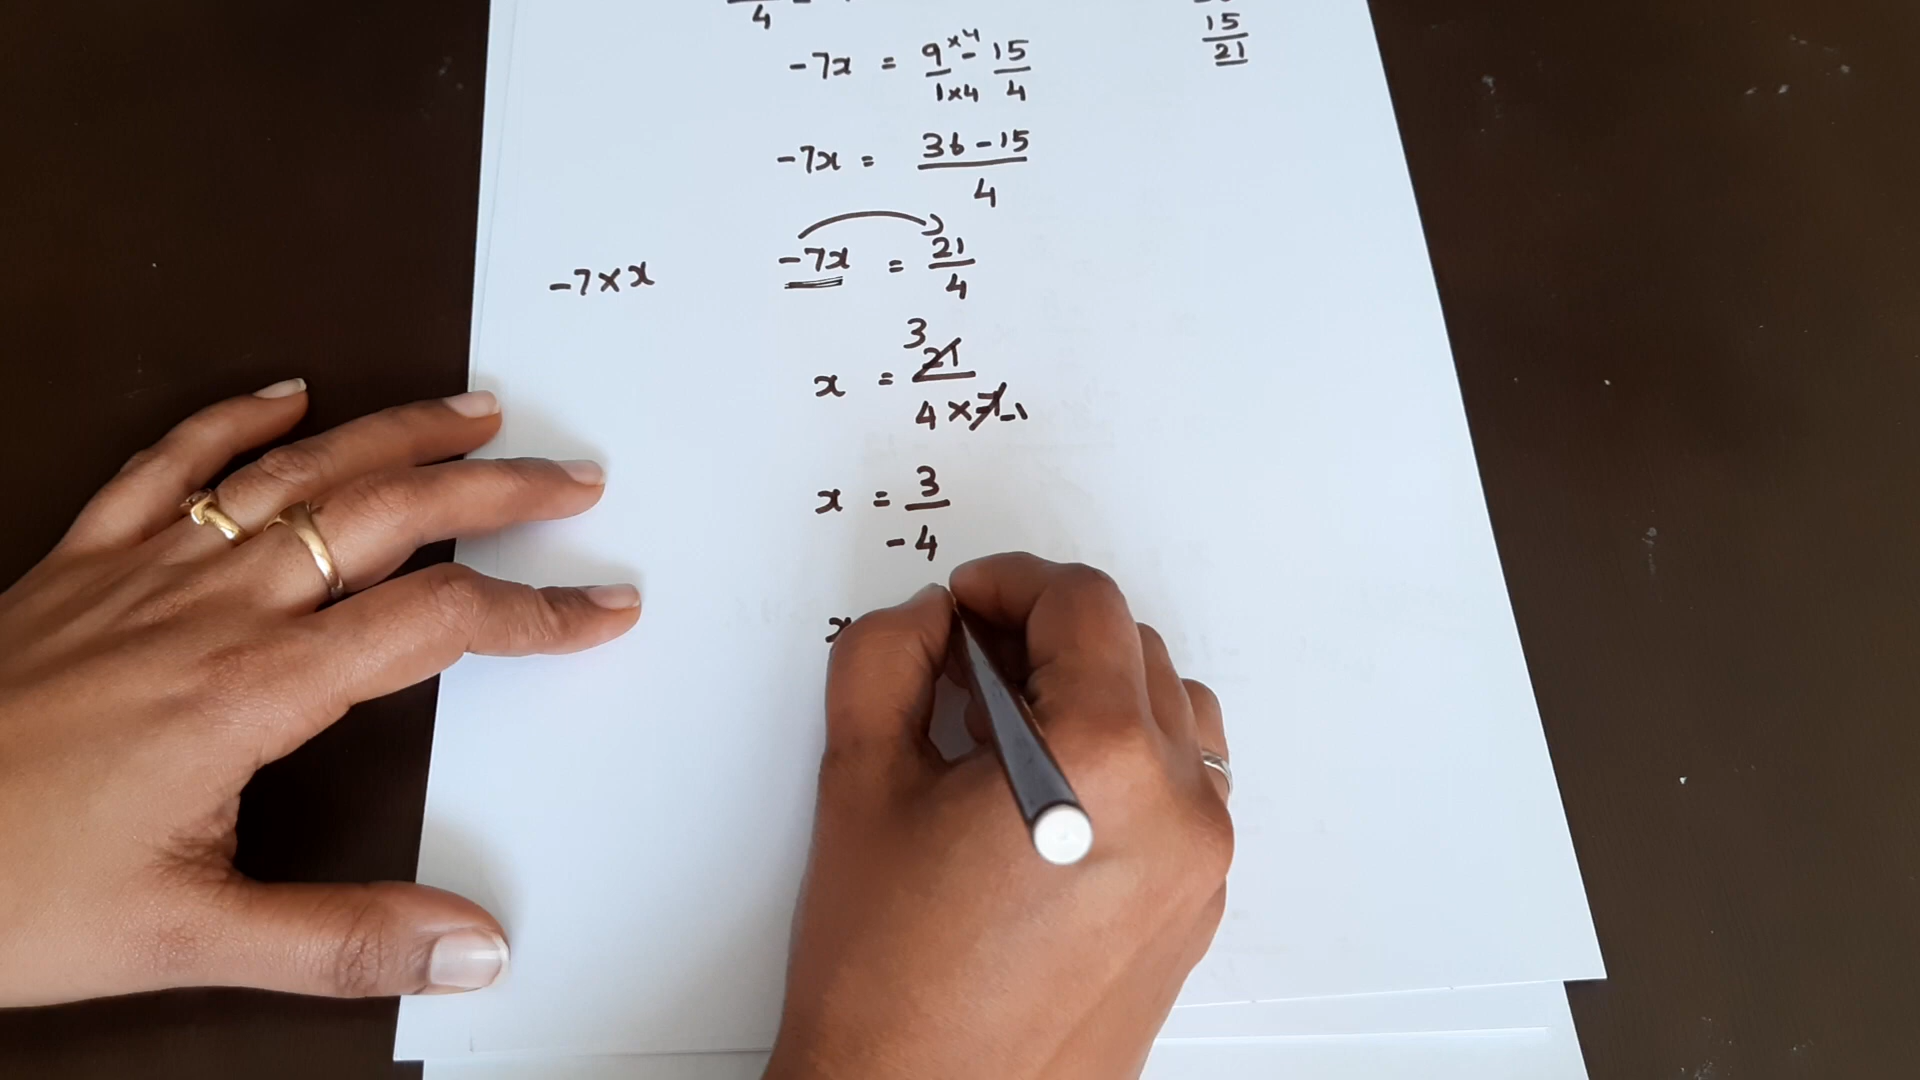 4
15
21
-7x = 9×4/1×4 - 15/4
-7x = 36-15/4
-7×x
-7x = 21/4
x = 3 21/4×-7 -1
x = 3/-4
x